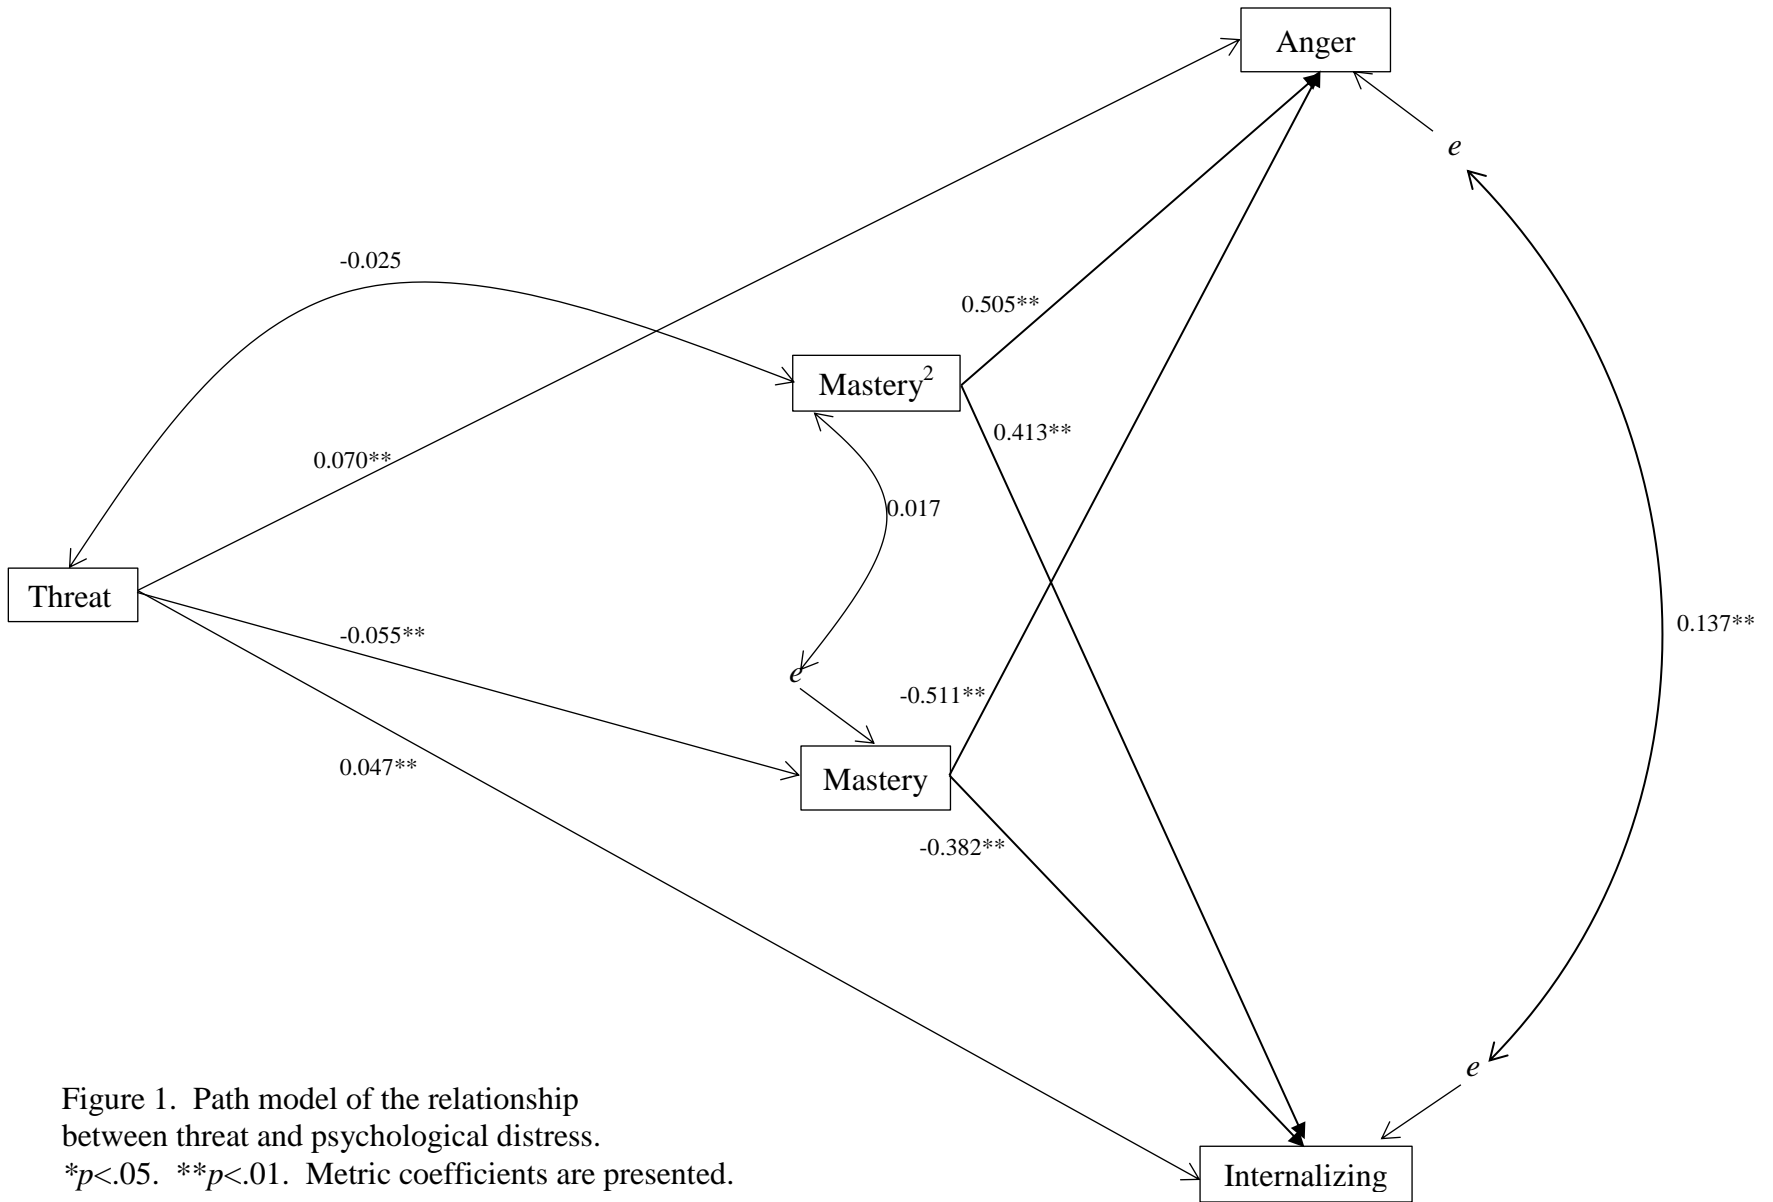 Anger
e
-0.025
0.505**
Mastery²
0.413**
0.070**
0.017
Threat
-0.055**
0.137**
e
-0.511**
0.047**
Mastery
-0.382**
e
Figure 1. Path model of the relationship
between threat and psychological distress.
*p<.05. **p<.01. Metric coefficients are presented.
Internalizing